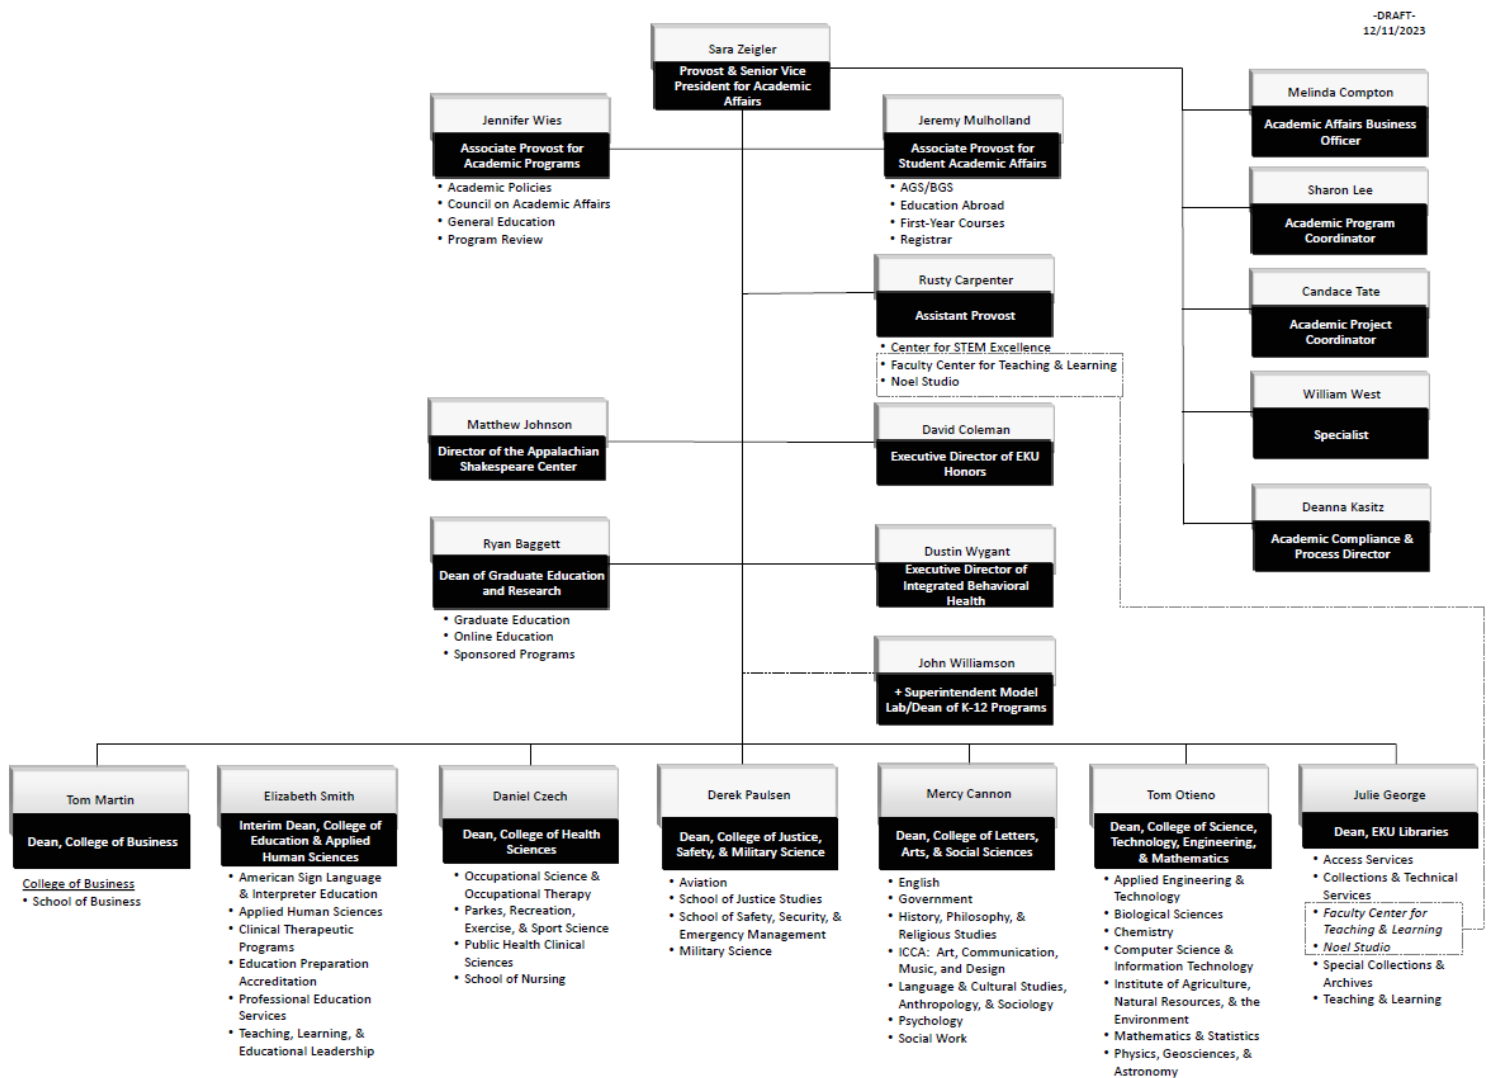 -DRAFT-
12/11/2023
Sara Zeigler
Provost & Senior Vice
President for Academic
Affairs
Jennifer Wies
Associate Provost for
Academic Programs
• Academic Policies
• Council on Academic Affairs
• General Education
• Program Review
Jeremy Mulholland
Associate Provost for
Student Academic Affairs
• AGS/BGS
• Education Abroad
• First-Year Courses
• Registrar
Melinda Compton
Academic Affairs Business
Officer
Sharon Lee
Academic Program
Coordinator
Candace Tate
Academic Project
Coordinator
William West
Specialist
Deanna Kasitz
Academic Compliance &
Process Director
Rusty Carpenter
Assistant Provost
• Center for STEM Excellence
• Faculty Center for Teaching & Learning
• Noel Studio
Matthew Johnson
Director of the Appalachian
Shakespeare Center
David Coleman
Executive Director of EKU
Honors
Ryan Baggett
Dean of Graduate Education
and Research
• Graduate Education
• Online Education
• Sponsored Programs
Dustin Wygant
Executive Director of
Integrated Behavioral
Health
John Williamson
+ Superintendent Model
Lab/Dean of K-12 Programs
Tom Martin
Dean, College of Business
College of Business
• School of Business
Elizabeth Smith
Interim Dean, College of
Education & Applied
Human Sciences
• American Sign Language
& Interpreter Education
• Applied Human Sciences
• Clinical Therapeutic
Programs
• Education Preparation
Accreditation
• Professional Education
Services
• Teaching, Learning, &
Educational Leadership
Daniel Czech
Dean, College of Health
Sciences
• Occupational Science &
Occupational Therapy
• Parkes, Recreation,
Exercise, & Sport Science
• Public Health Clinical
Sciences
• School of Nursing
Derek Paulsen
Dean, College of Justice,
Safety, & Military Science
• Aviation
• School of Justice Studies
• School of Safety, Security, &
Emergency Management
• Military Science
Mercy Cannon
Dean, College of Letters,
Arts, & Social Sciences
• English
• Government
• History, Philosophy, &
Religious Studies
• ICCA: Art, Communication,
Music, and Design
• Language & Cultural Studies,
Anthropology, & Sociology
• Psychology
• Social Work
Tom Otieno
Dean, College of Science,
Technology, Engineering,
& Mathematics
• Applied Engineering &
Technology
• Biological Sciences
• Chemistry
• Computer Science &
Information Technology
• Institute of Agriculture,
Natural Resources, & the
Environment
• Mathematics & Statistics
• Physics, Geosciences, &
Astronomy
Julie George
Dean, EKU Libraries
• Access Services
• Collections & Technical
Services
• Faculty Center for
Teaching & Learning
• Noel Studio
• Special Collections &
Archives
• Teaching & Learning